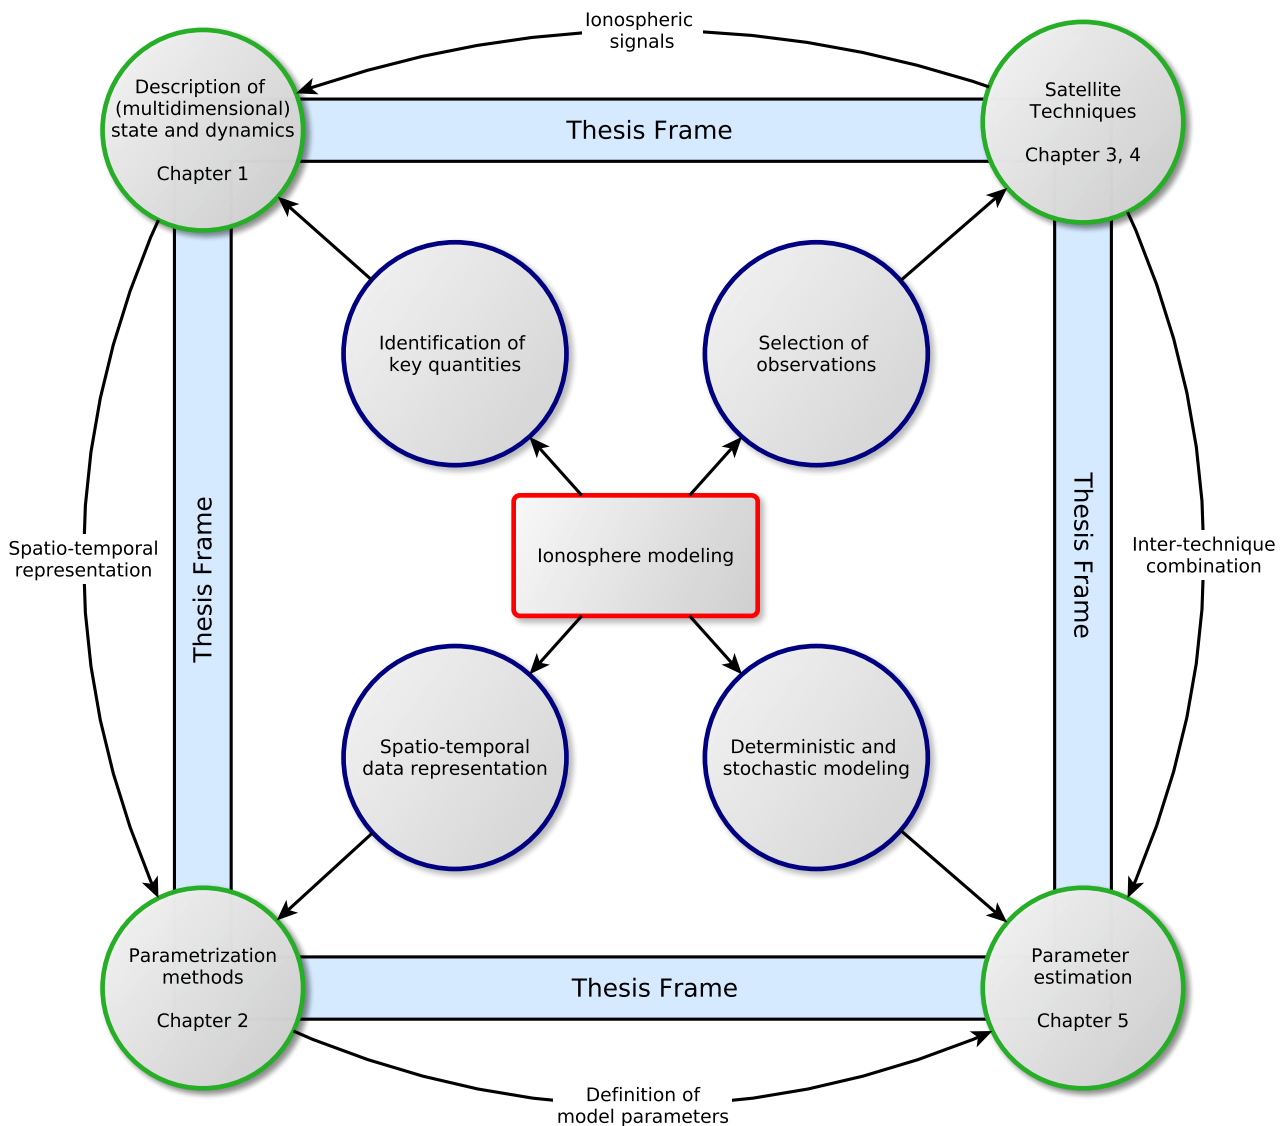 Ionospheric
signals
Description of
(multidimensional)
state and dynamics
Chapter 1
Thesis Frame
Satellite
Techniques
Chapter 3, 4
Identification of
key quantities
Selection of
observations
Thesis Frame
Thesis Frame
Spatio-temporal
representation
Ionosphere modeling
Inter-technique
combination
Spatio-temporal
data representation
Deterministic and
stochastic modeling
Parametrization
methods
Chapter 2
Thesis Frame
Parameter
estimation
Chapter 5
Definition of
model parameters